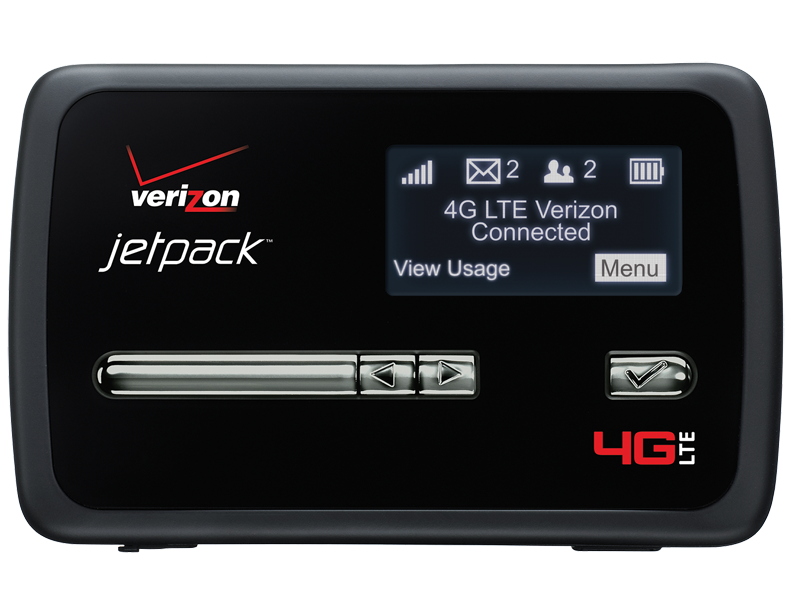 verizon
jetpack™
2 2
4G LTE Verizon
Connected
View Usage Menu
4G LTE